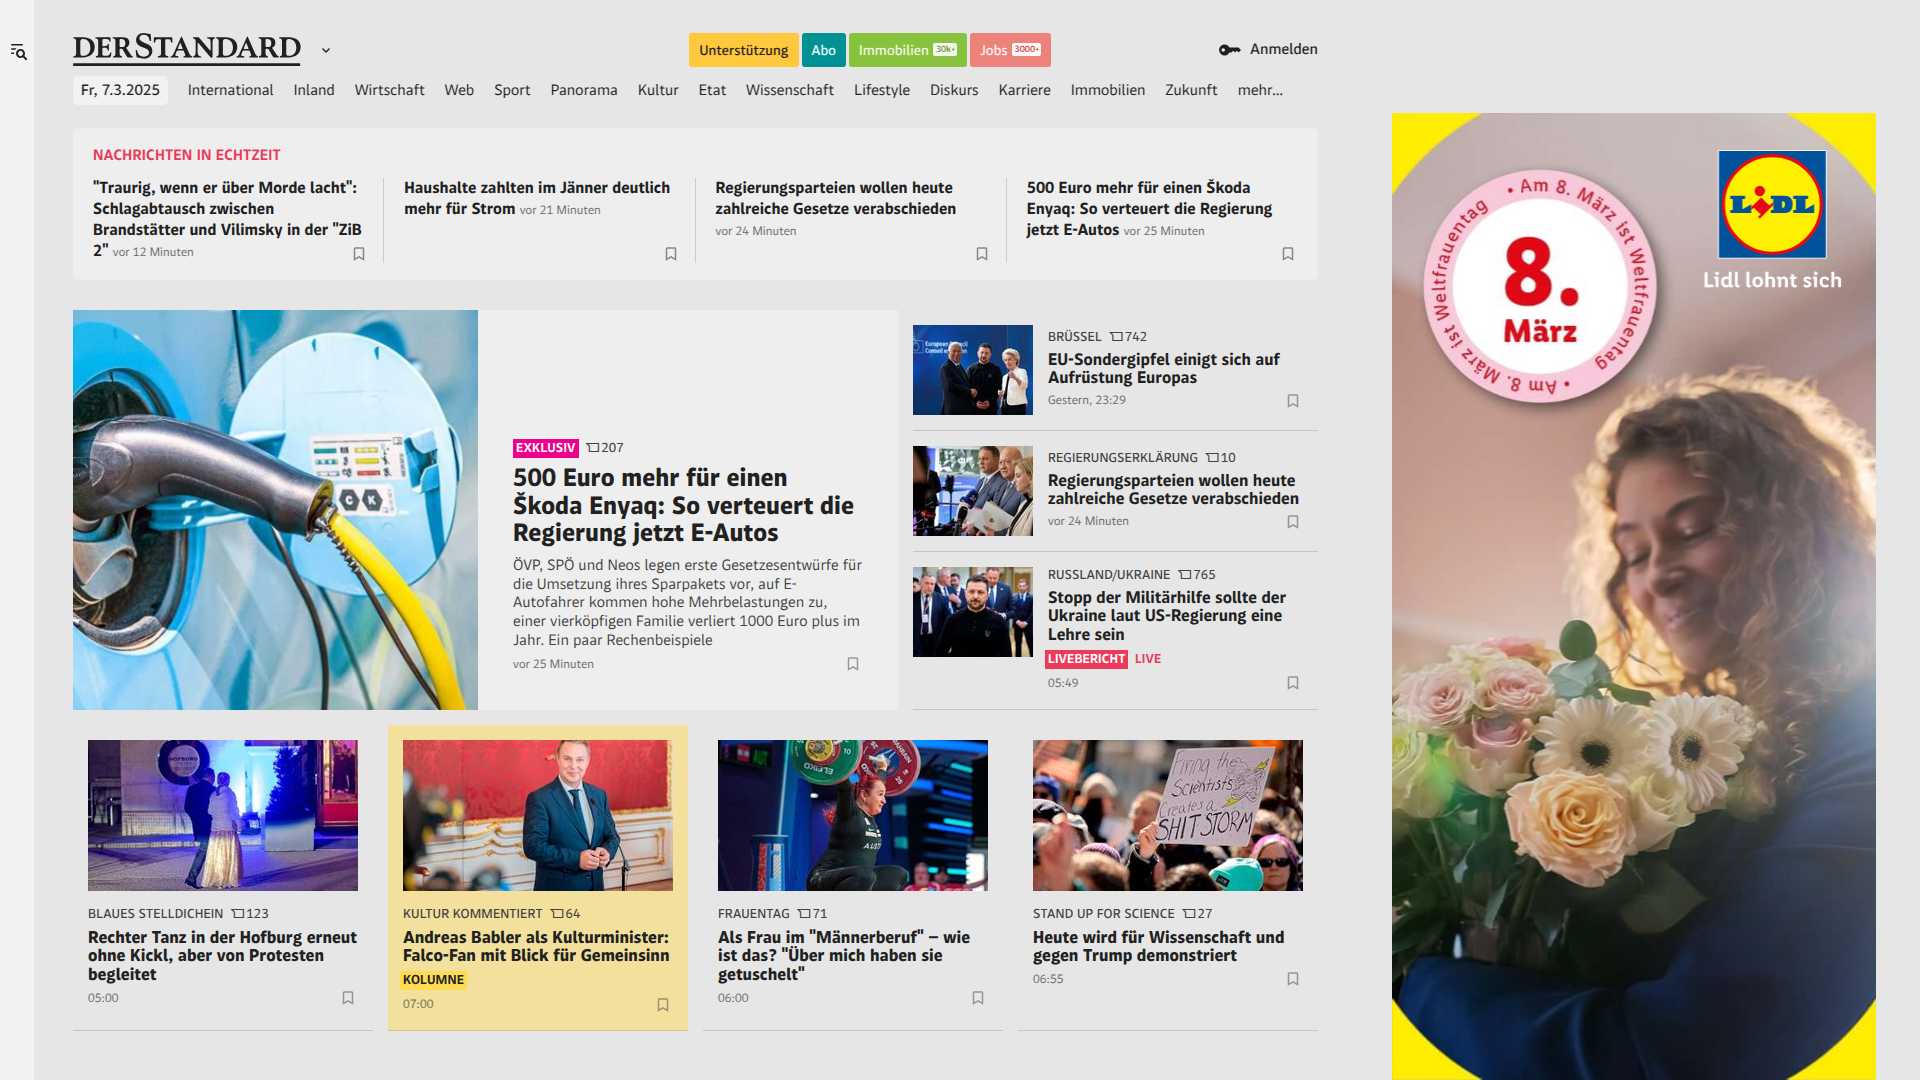 DERSTANDARD
Unterstützung
Abo
Immobilien 30k+
Jobs 3000+
Anmelden
Fr, 7.3.2025
International
Inland
Wirtschaft
Web
Sport
Panorama
Kultur
Etat
Wissenschaft
Lifestyle
Diskurs
Karriere
Immobilien
Zukunft
mehr...
NACHRICHTEN IN ECHTZEIT
"Traurig, wenn er über Morde lacht":
Schlagabtausch zwischen
Brandstätter und Vilimsky in der "ZiB
2" vor 12 Minuten
Haushalte zahlten im Jänner deutlich
mehr für Strom vor 21 Minuten
Regierungsparteien wollen heute
zahlreiche Gesetze verabschieden
vor 24 Minuten
500 Euro mehr für einen Škoda
Enyaq: So verteuert die Regierung
jetzt E-Autos vor 25 Minuten
EXKLUSIV 207
500 Euro mehr für einen
Škoda Enyaq: So verteuert die
Regierung jetzt E-Autos
ÖVP, SPÖ und Neos legen erste Gesetzesentwürfe für
die Umsetzung ihres Sparpakets vor, auf E-
Autofahrer kommen hohe Mehrbelastungen zu,
einer vierköpfigen Familie verliert 1000 Euro plus im
Jahr. Ein paar Rechenbeispiele
vor 25 Minuten
BRÜSSEL 742
EU-Sondergipfel einigt sich auf
Aufrüstung Europas
Gestern, 23:29
REGIERUNGSERKLÄRUNG 10
Regierungsparteien wollen heute
zahlreiche Gesetze verabschieden
vor 24 Minuten
RUSSLAND/UKRAINE 765
Stopp der Militärhilfe sollte der
Ukraine laut US-Regierung eine
Lehre sein
LIVEBERICHT LIVE
05:49
HOFBURG
BLAUES STELLDICHEIN 123
Rechter Tanz in der Hofburg erneut
ohne Kickl, aber von Protesten
begleitet
05:00
KULTUR KOMMENTIERT 64
Andreas Babler als Kulturminister:
Falco-Fan mit Blick für Gemeinsinn
KOLUMNE
07:00
FRAUENTAG 71
Als Frau im "Männerberuf" – wie
ist das? "Über mich haben sie
getuschelt"
06:00
Firing the
Scientists
Creates a
SHITSTORM
STAND UP FOR SCIENCE 27
Heute wird für Wissenschaft und
gegen Trump demonstriert
06:55
• Am 8. März ist Weltfrauentag
• Am 8. März ist Weltfrauentag
8.
März
LIDL
Lidl lohnt sich